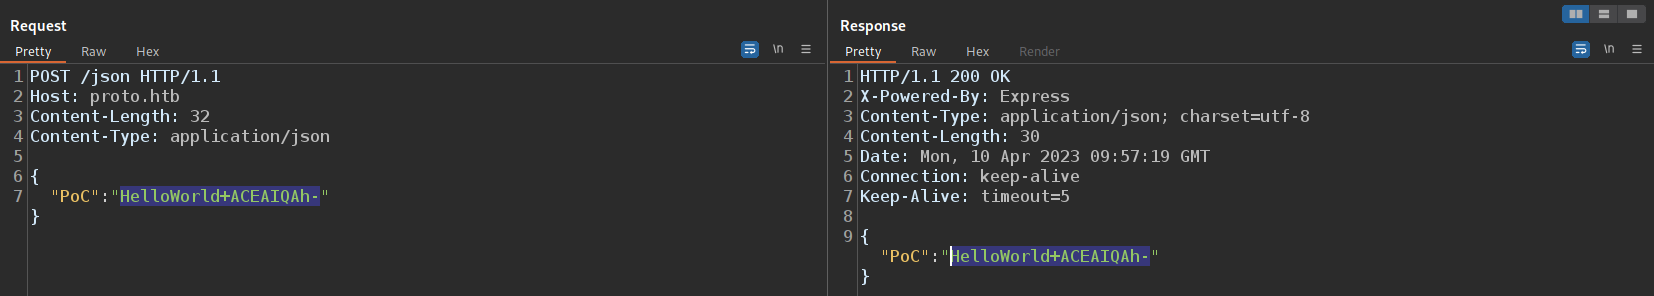 Request
Pretty Raw Hex \n
1 POST /json HTTP/1.1
2 Host: proto.htb
3 Content-Length: 32
4 Content-Type: application/json
5
6 {
7 "PoC":"HelloWorld+ACEAIQAh-"
}
Response
Pretty Raw Hex Render \n
1 HTTP/1.1 200 OK
2 X-Powered-By: Express
3 Content-Type: application/json; charset=utf-8
4 Content-Length: 30
5 Date: Mon, 10 Apr 2023 09:57:19 GMT
6 Connection: keep-alive
7 Keep-Alive: timeout=5
8
9 {
"PoC":"HelloWorld+ACEAIQAh-"
}